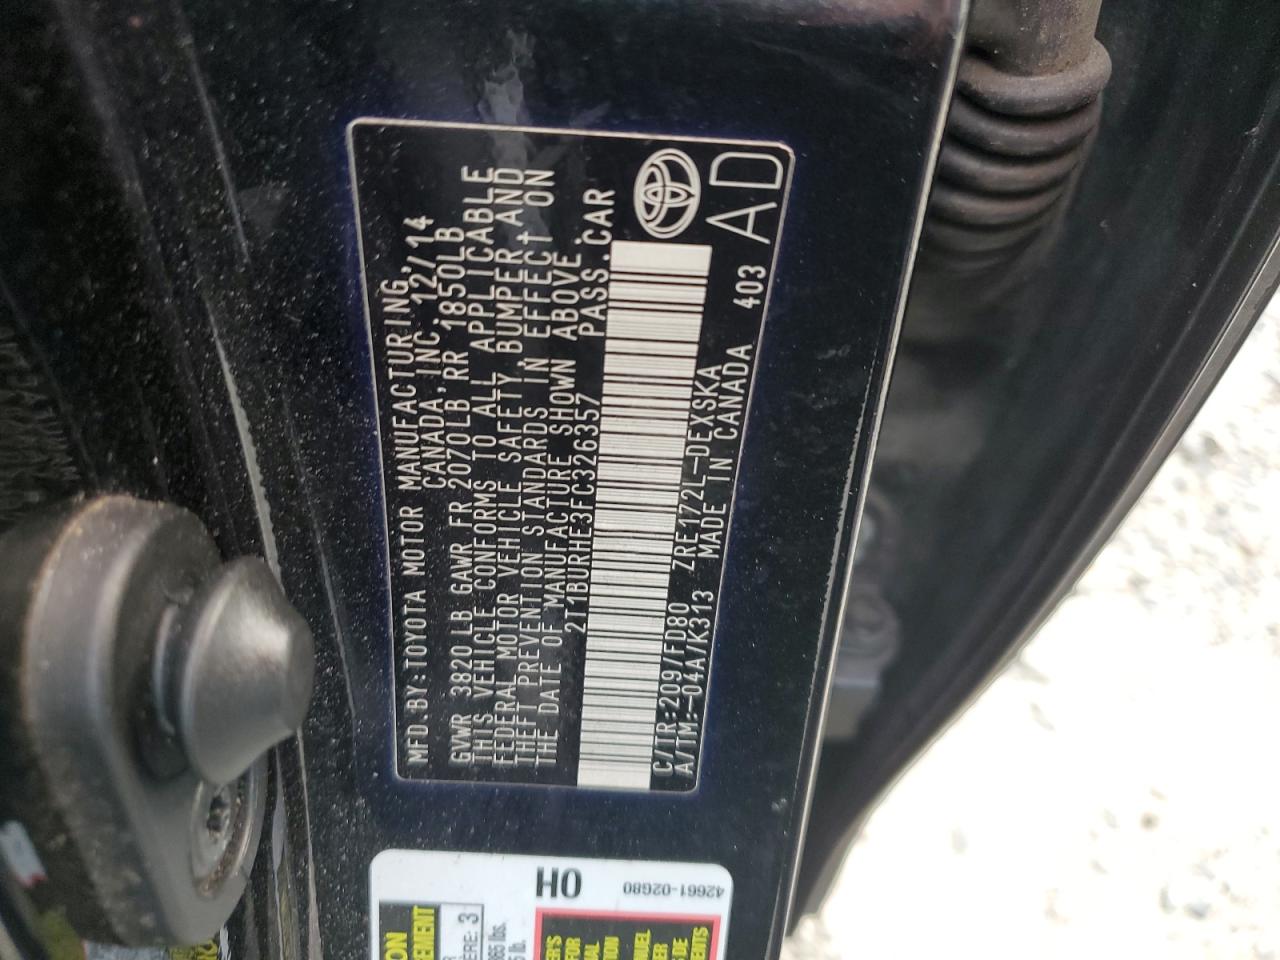 MFD.BY:TOYOTA MOTOR MANUFACTURING,
CANADA,INC. 12/14
GVWR 3820 LB GAWR FR 2070LB RR 1850LB
THIS VEHICLE CONFORMS TO ALL APPLICABLE
FEDERAL MOTOR VEHICLE SAFETY,BUMPER AND
THEFT PREVENTION STANDARDS IN EFFECT ON
THE DATE OF MANUFACTURE SHOWN ABOVE.
2T1BURHE3FC326357 PASS.CAR
C/TR:209/FD80 ZRE172L-DEXSKA 403
A/TM:-04A/K313 MADE IN CANADA
AD
OH
42661-02G80
3